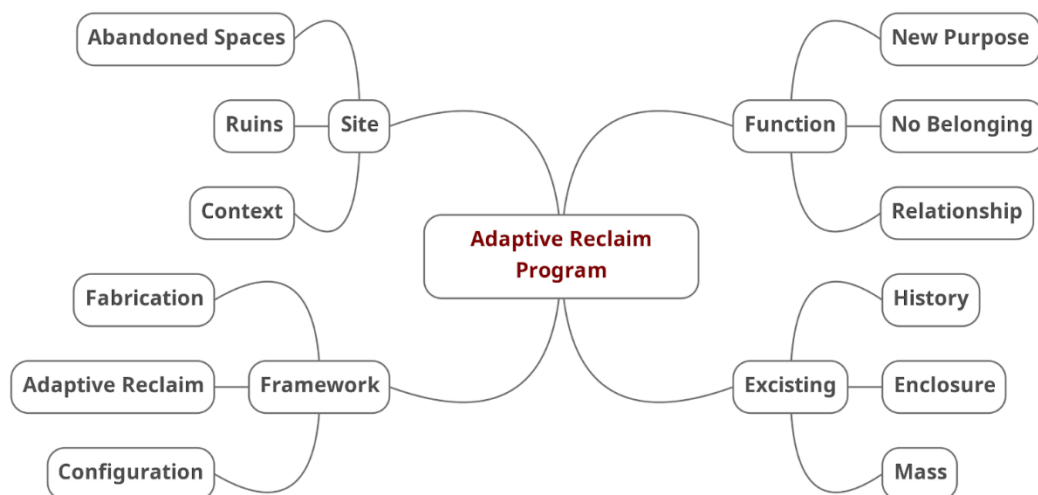 Abandoned Spaces
Ruins
Context
Site
Fabrication
Adaptive Reclaim
Configuration
Framework
Adaptive Reclaim
Program
Function
New Purpose
No Belonging
Relationship
Excisting
History
Enclosure
Mass